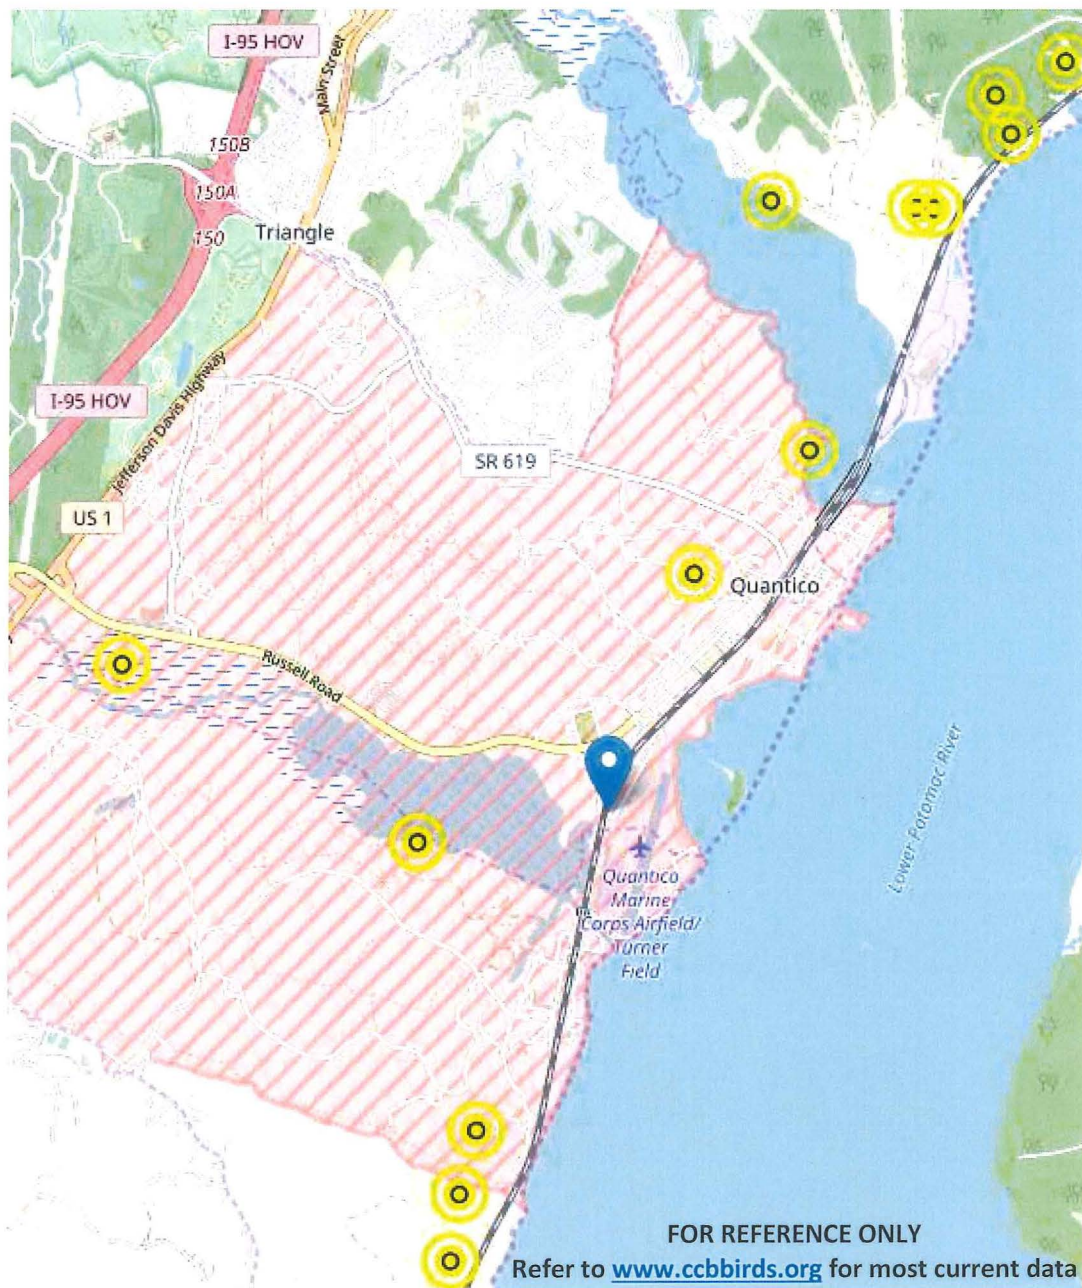 I-95 HOV
Main Street
150B
150A
150
Triangle
I-95 HOV
Jefferson Davis Highway
SR 619
US 1
Quantico
Russell Road
Lower Potomac River
Quantico
Marine
Corps Airfield/
Turner
Field
FOR REFERENCE ONLY
Refer to www.ccbbirds.org for most current data